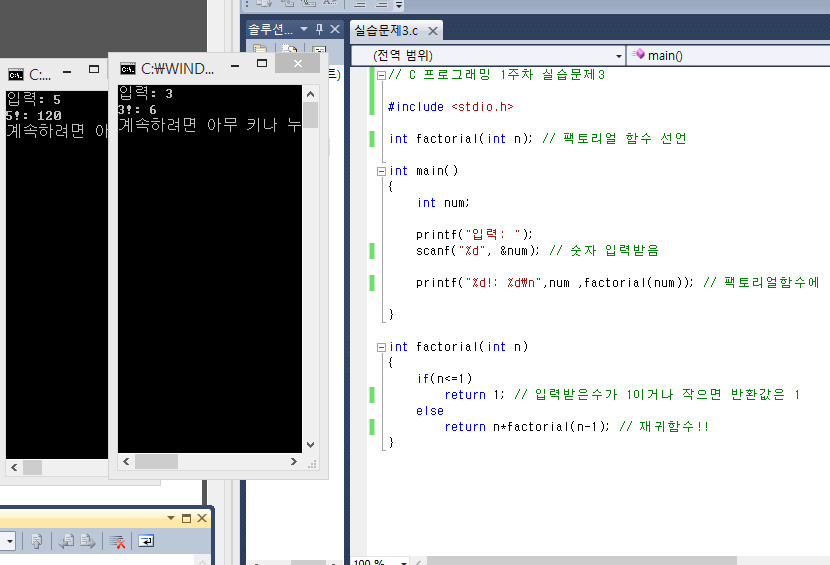 솔루션...
실습문제3.c
(전역 범위)
main()
C:...
입력: 5
5!: 120
계속하려면 아
C:\WIND...
입력: 3
3!: 6
계속하려면 아무 키나 누
// C 프로그래밍 1주차 실습문제3
#include <stdio.h>
int factorial(int n); // 팩토리얼 함수 선언
int main()
{
int num;
printf("입력: ");
scanf("%d", &num); // 숫자 입력받음
printf("%d!: %d\n",num ,factorial(num)); // 팩토리얼함수에
}
int factorial(int n)
{
if(n<=1)
return 1; // 입력받은수가 1이거나 작으면 반환값은 1
else
return n*factorial(n-1); // 재귀함수!!
}
100 %